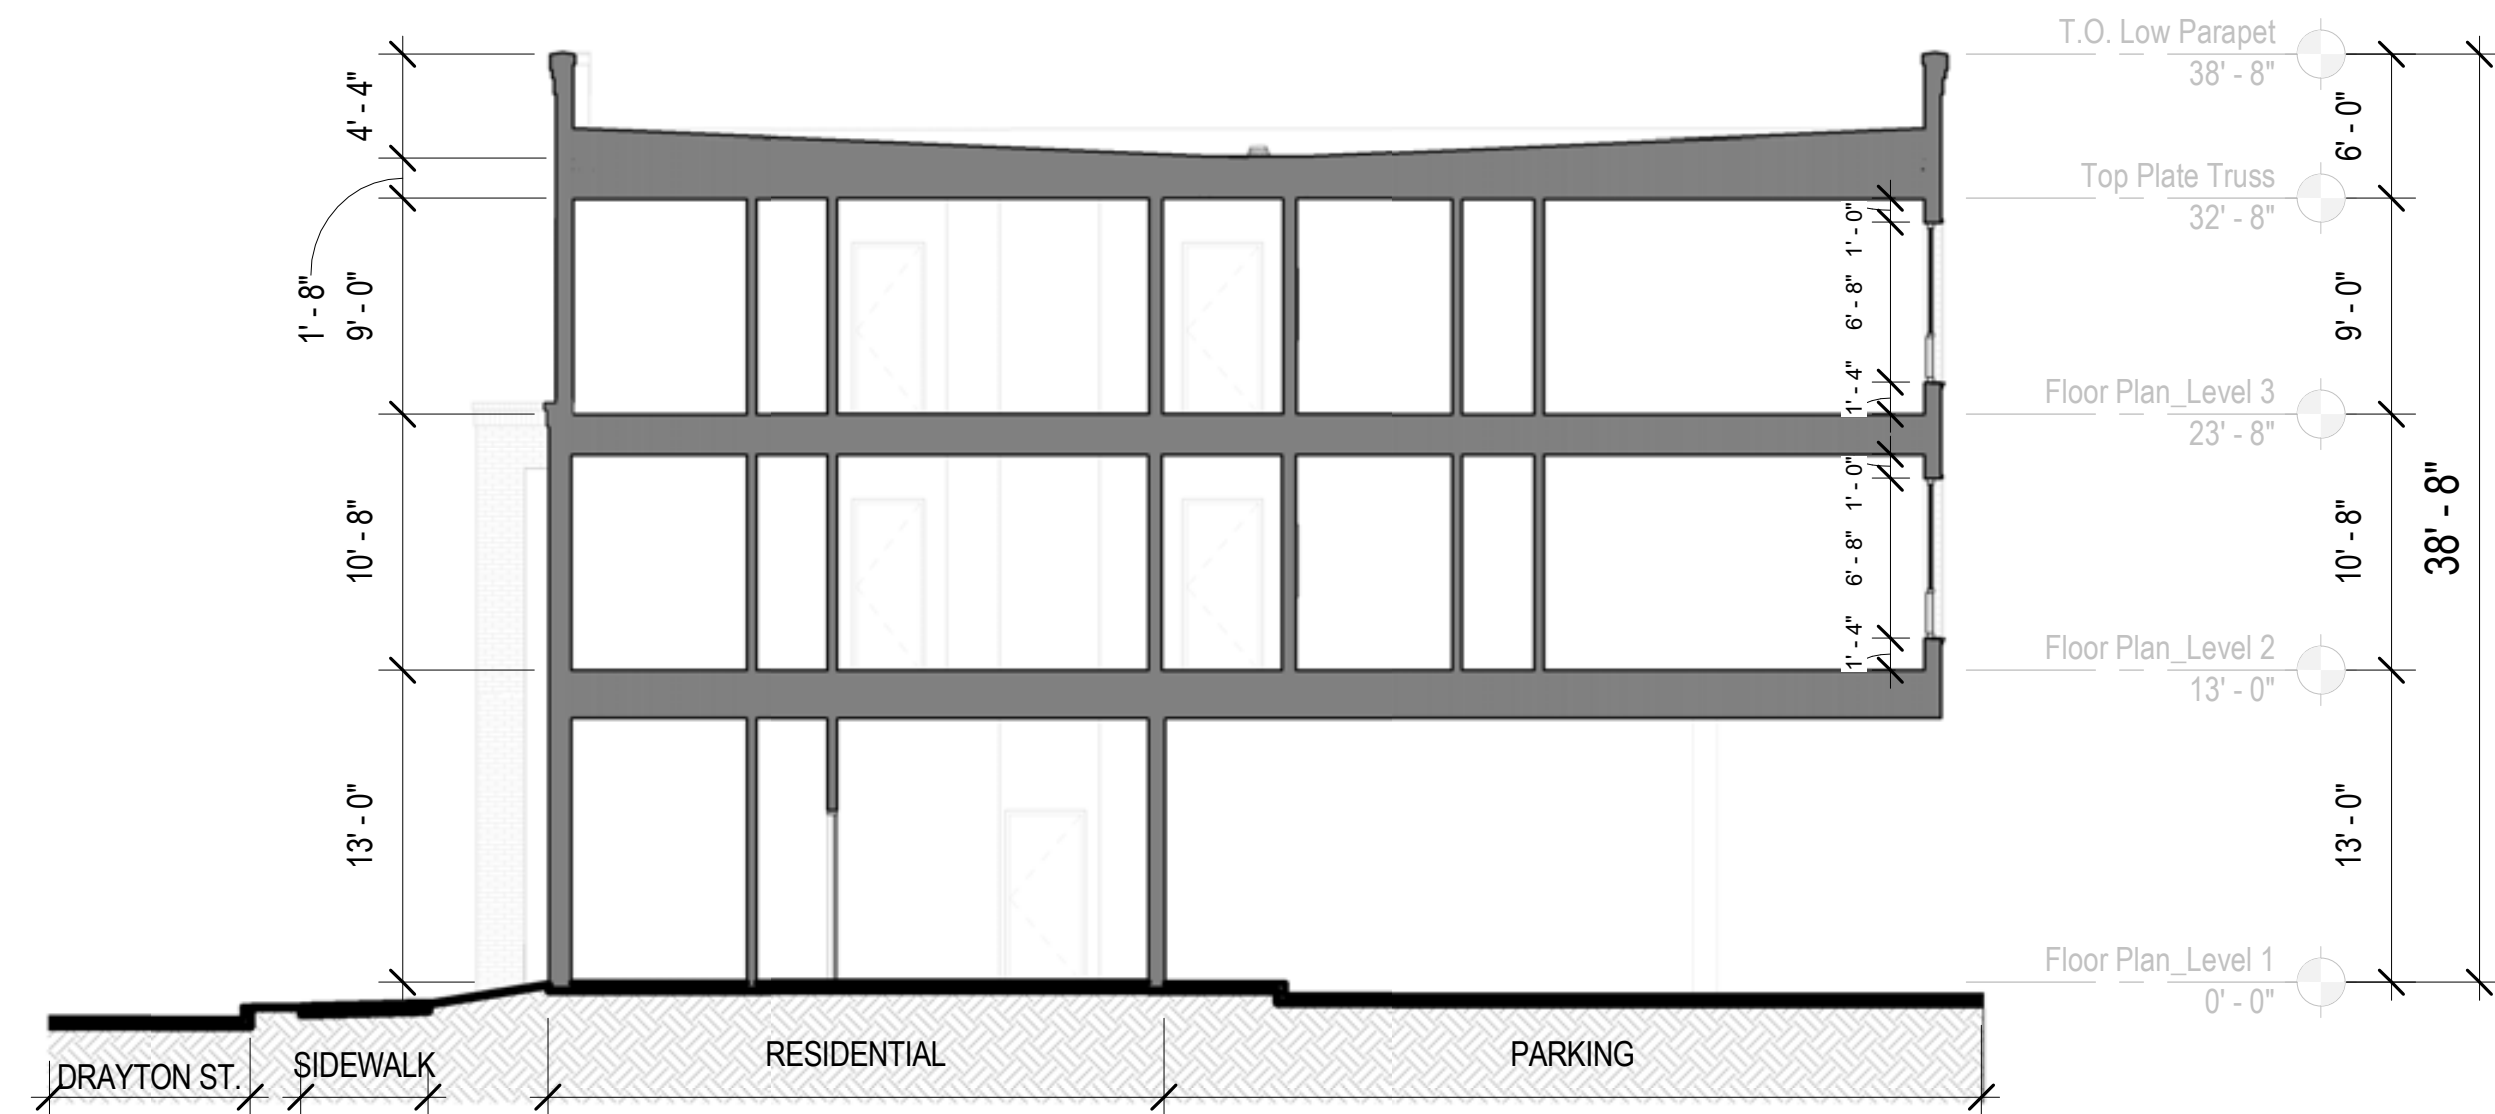 T.O. Low Parapet
38' - 8"
Top Plate Truss
32' - 8"
Floor Plan_Level 3
23' - 8"
Floor Plan_Level 2
13' - 0"
Floor Plan_Level 1
0' - 0"
4' - 4"
1' - 8"
9' - 0"
10' - 8"
13' - 0"
1' - 0"
6' - 8"
1' - 4"
1' - 0"
6' - 8"
1' - 4"
6' - 0"
9' - 0"
10' - 8"
13' - 0"
38' - 8"
DRAYTON ST.
SIDEWALK
RESIDENTIAL
PARKING